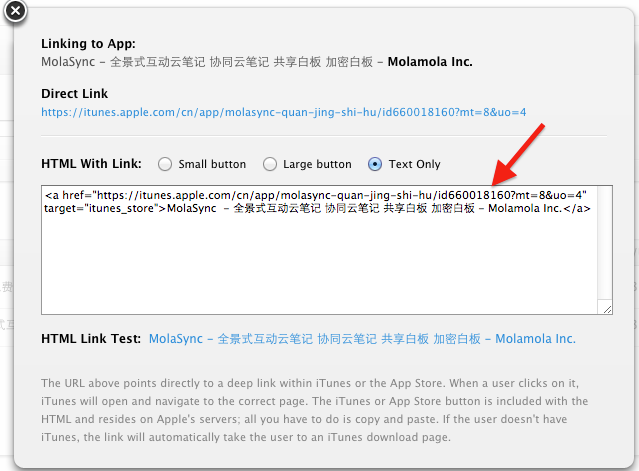 Linking to App:
MolaSync - 全景式互动云笔记 协同云笔记 共享白板 加密白板 - Molamola Inc.
Direct Link
https://itunes.apple.com/cn/app/molasync-quan-jing-shi-hu/id660018160?mt=8&uo=4
HTML With Link: Small button Large button Text Only
<a href="https://itunes.apple.com/cn/app/molasync-quan-jing-shi-hu/id660018160?mt=8&uo=4"
target="itunes_store">MolaSync - 全景式互动云笔记 协同云笔记 共享白板 加密白板 - Molamola Inc.</a>
HTML Link Test: MolaSync - 全景式互动云笔记 协同云笔记 共享白板 加密白板 - Molamola Inc.
The URL above points directly to a deep link within iTunes or the App Store. When a user clicks on it,
iTunes will open and navigate to the correct page. The iTunes or App Store button is included with the
HTML and resides on Apple's servers; all you have to do is copy and paste. If the user doesn't have
iTunes, the link will automatically take the user to an iTunes download page.